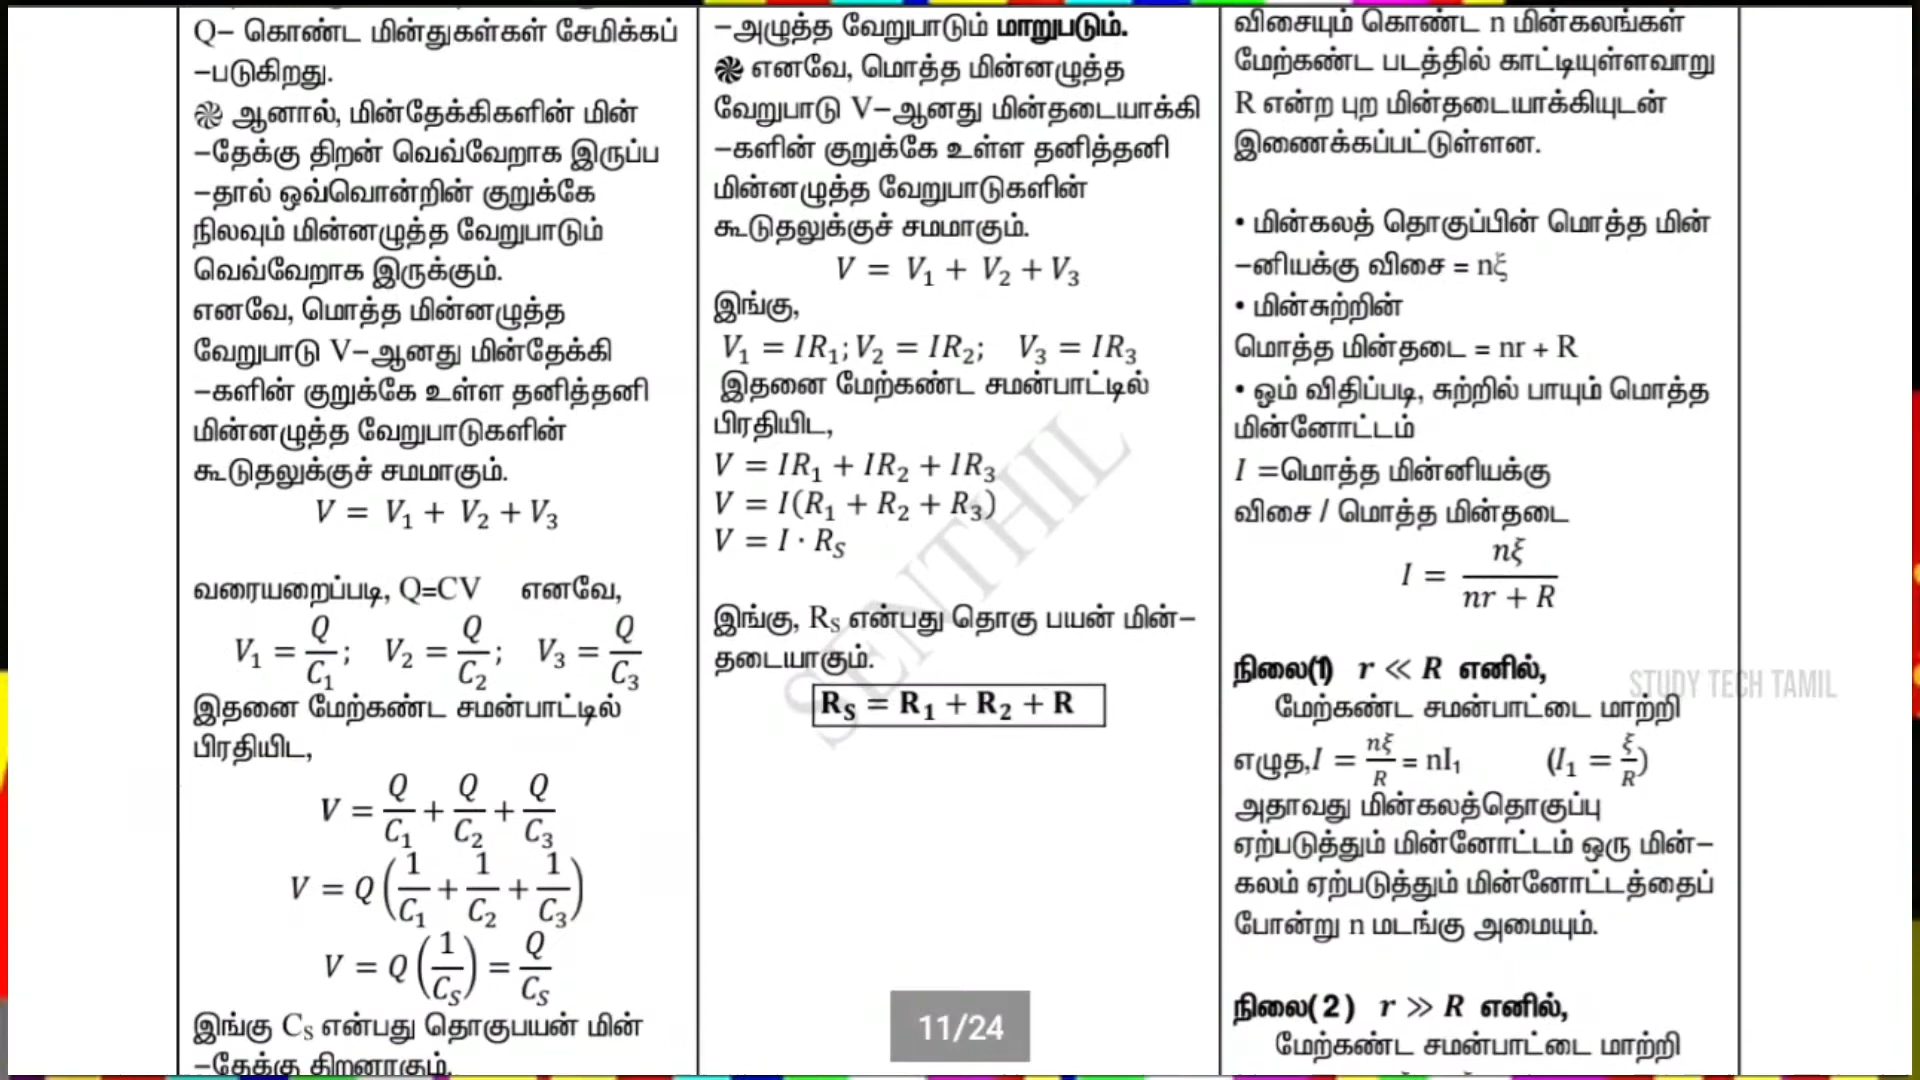 Q– கொண்ட மின்துகள்கள் சேமிக்கப்
–படுகிறது.
֍ ஆனால், மின்தேக்கிகளின் மின்
–தேக்கு திறன் வெவ்வேறாக இருப்ப
–தால் ஒவ்வொன்றின் குறுக்கே
நிலவும் மின்னழுத்த வேறுபாடும்
வெவ்வேறாக இருக்கும்.
எனவே, மொத்த மின்னழுத்த
வேறுபாடு V–ஆனது மின்தேக்கி
–களின் குறுக்கே உள்ள தனித்தனி
மின்னழுத்த வேறுபாடுகளின்
கூடுதலுக்குச் சமமாகும்.
V = V₁ + V₂ + V₃
வரையறைப்படி, Q=CV எனவே,
V₁ = Q/C₁; V₂ = Q/C₂; V₃ = Q/C₃
இதனை மேற்கண்ட சமன்பாட்டில்
பிரதியிட,
V = Q/C₁ + Q/C₂ + Q/C₃
V = Q (1/C₁ + 1/C₂ + 1/C₃)
V = Q (1/C_S) = Q/C_S
இங்கு C_S என்பது தொகுபயன் மின்
–தேக்கு திறனாகும்.
–அழுத்த வேறுபாடும் மாறுபடும்.
֍ எனவே, மொத்த மின்னழுத்த
வேறுபாடு V–ஆனது மின்தடையாக்கி
–களின் குறுக்கே உள்ள தனித்தனி
மின்னழுத்த வேறுபாடுகளின்
கூடுதலுக்குச் சமமாகும்.
V = V₁ + V₂ + V₃
இங்கு,
V₁ = IR₁; V₂ = IR₂; V₃ = IR₃
இதனை மேற்கண்ட சமன்பாட்டில்
பிரதியிட,
V = IR₁ + IR₂ + IR₃
V = I(R₁ + R₂ + R₃)
V = I · R_S
இங்கு, R_S என்பது தொகு பயன் மின்–
தடையாகும்.
R_S = R₁ + R₂ + R
SENTHIL
11/24
விசையும் கொண்ட n மின்கலங்கள்
மேற்கண்ட படத்தில் காட்டியுள்ளவாறு
R என்ற புற மின்தடையாக்கியுடன்
இணைக்கப்பட்டுள்ளன.
• மின்கலத் தொகுப்பின் மொத்த மின்
–னியக்கு விசை = nξ
• மின்சுற்றின்
மொத்த மின்தடை = nr + R
• ஓம் விதிப்படி, சுற்றில் பாயும் மொத்த
மின்னோட்டம்
I =மொத்த மின்னியக்கு
விசை / மொத்த மின்தடை
I = nξ/(nr + R)
நிலை(1) r ≪ R எனில்,
மேற்கண்ட சமன்பாட்டை மாற்றி
எழுத,I = nξ/R = nI₁ (I₁ = ξ/R)
அதாவது மின்கலத்தொகுப்பு
ஏற்படுத்தும் மின்னோட்டம் ஒரு மின்–
கலம் ஏற்படுத்தும் மின்னோட்டத்தைப்
போன்று n மடங்கு அமையும்.
நிலை( 2 ) r ≫ R எனில்,
மேற்கண்ட சமன்பாட்டை மாற்றி
STUDY TECH TAMIL